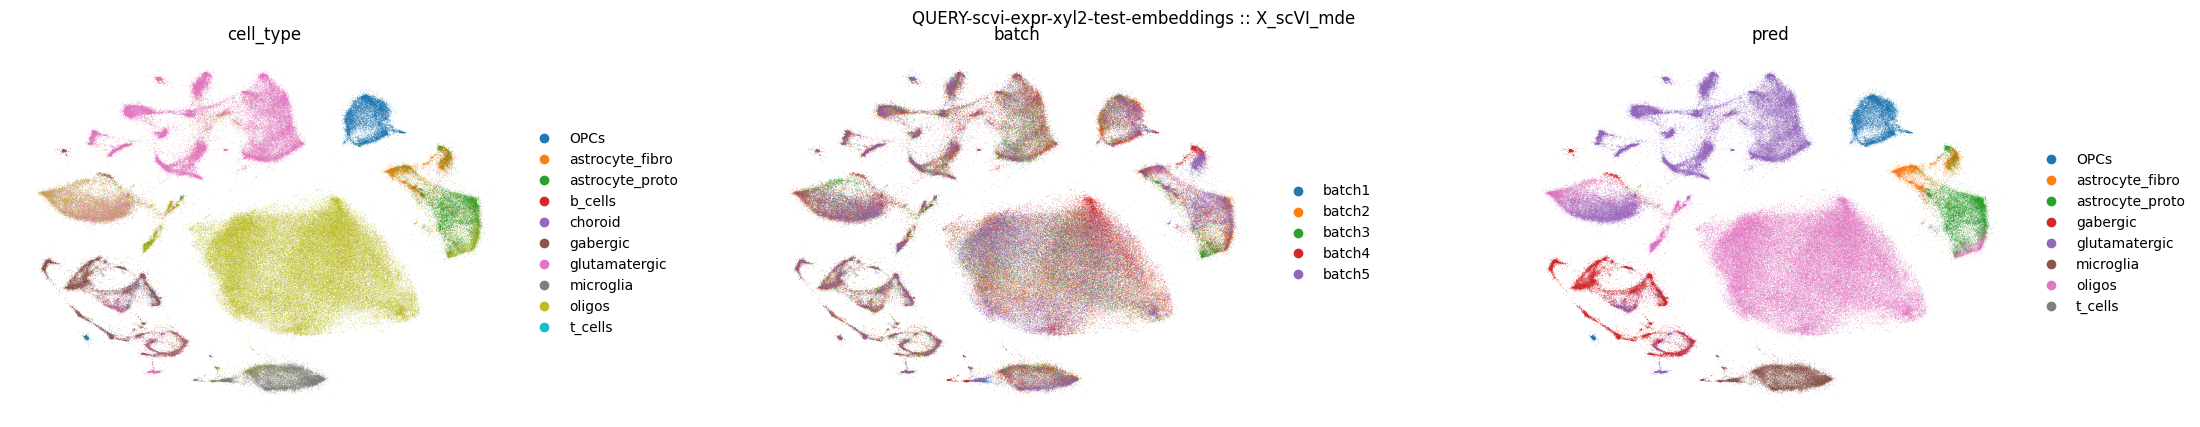 QUERY-scvi-expr-xyl2-test-embeddings :: X_scVI_mde
cell_type
OPCs
astrocyte_fibro
astrocyte_proto
b_cells
choroid
gabergic
glutamatergic
microglia
oligos
t_cells
batch
batch1
batch2
batch3
batch4
batch5
pred
OPCs
astrocyte_fibro
astrocyte_proto
gabergic
glutamatergic
microglia
oligos
t_cells